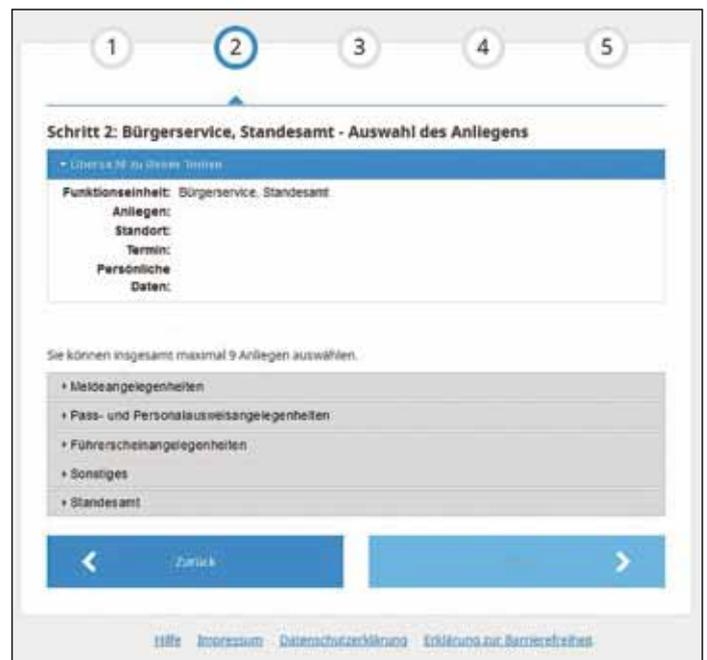 1 2 3 4 5
Schritt 2: Bürgerservice, Standesamt - Auswahl des Anliegens
Funktionseinheit: Bürgerservice, Standesamt
Anliegen:
Standort:
Termin:
Persönliche
Daten:
Sie können insgesamt maximal 9 Anliegen auswählen.
Meldeangelegenheiten
Pass- und Personalausweisangelegenheiten
Führerscheinangelegenheiten
Sonstiges
Standesamt
Zurück
Hilfe Impressum Datenschutzerklärung Erklärung zur Barrierefreiheit